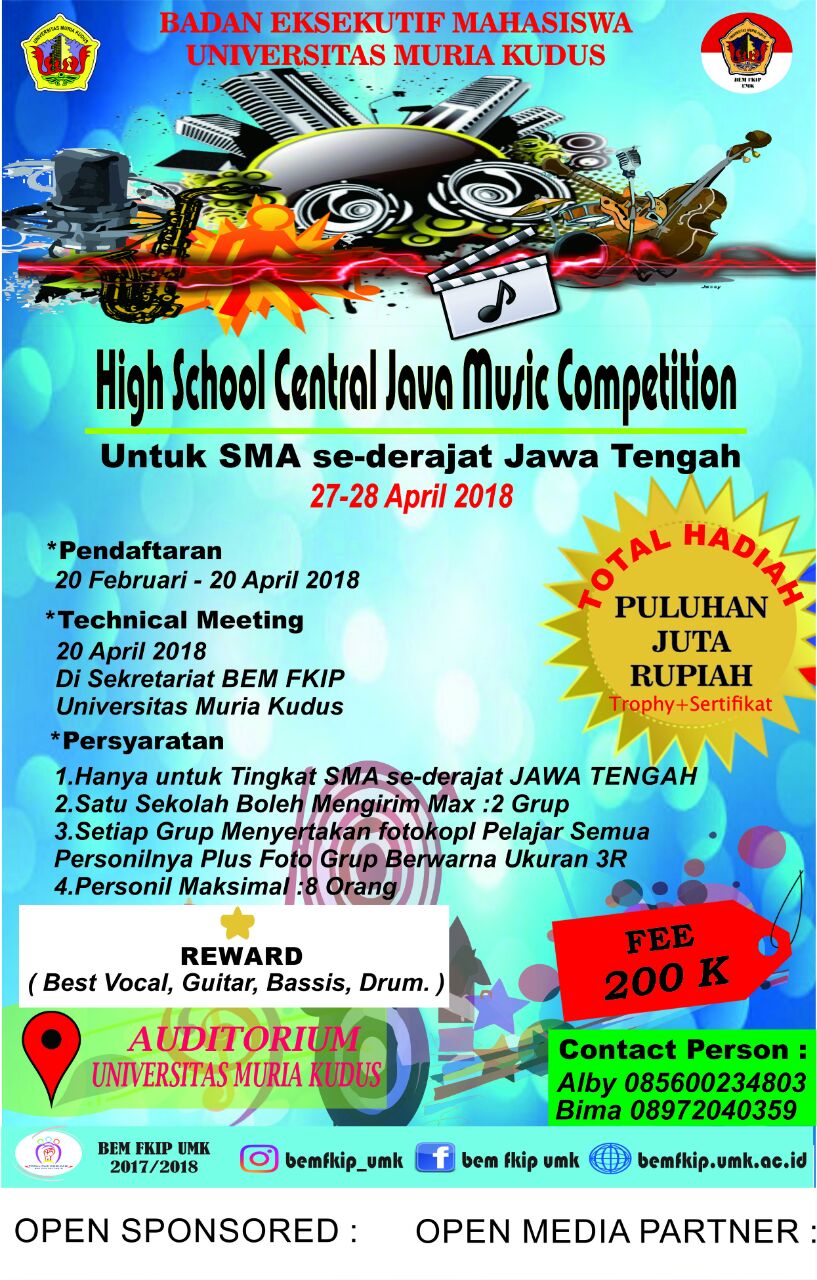 BADAN EKSEKUTIF MAHASISWA
UNIVERSITAS MURIA KUDUS
UNIVERSITAS MURIA KUDUS
BEM FKIP
UMK
High School Central Java Music Competition
Untuk SMA se-derajat Jawa Tengah
27-28 April 2018
*Pendaftaran
20 Februari - 20 April 2018
*Technical Meeting
20 April 2018
Di Sekretariat BEM FKIP
Universitas Muria Kudus
TOTAL HADIAH
PULUHAN
JUTA
RUPIAH
Trophy+Sertifikat
*Persyaratan
1.Hanya untuk Tingkat SMA se-derajat JAWA TENGAH
2.Satu Sekolah Boleh Mengirim Max :2 Grup
3.Setiap Grup Menyertakan fotokopI Pelajar Semua
Personilnya Plus Foto Grup Berwarna Ukuran 3R
4.Personil Maksimal :8 Orang
REWARD
( Best Vocal, Guitar, Bassis, Drum. )
FEE
200 K
AUDITORIUM
UNIVERSITAS MURIA KUDUS
Contact Person :
Alby 085600234803
Bima 08972040359
BEM FKIP UMK
2017/2018
bemfkip_umk
bem fkip umk
bemfkip.umk.ac.id
OPEN SPONSORED :
OPEN MEDIA PARTNER :